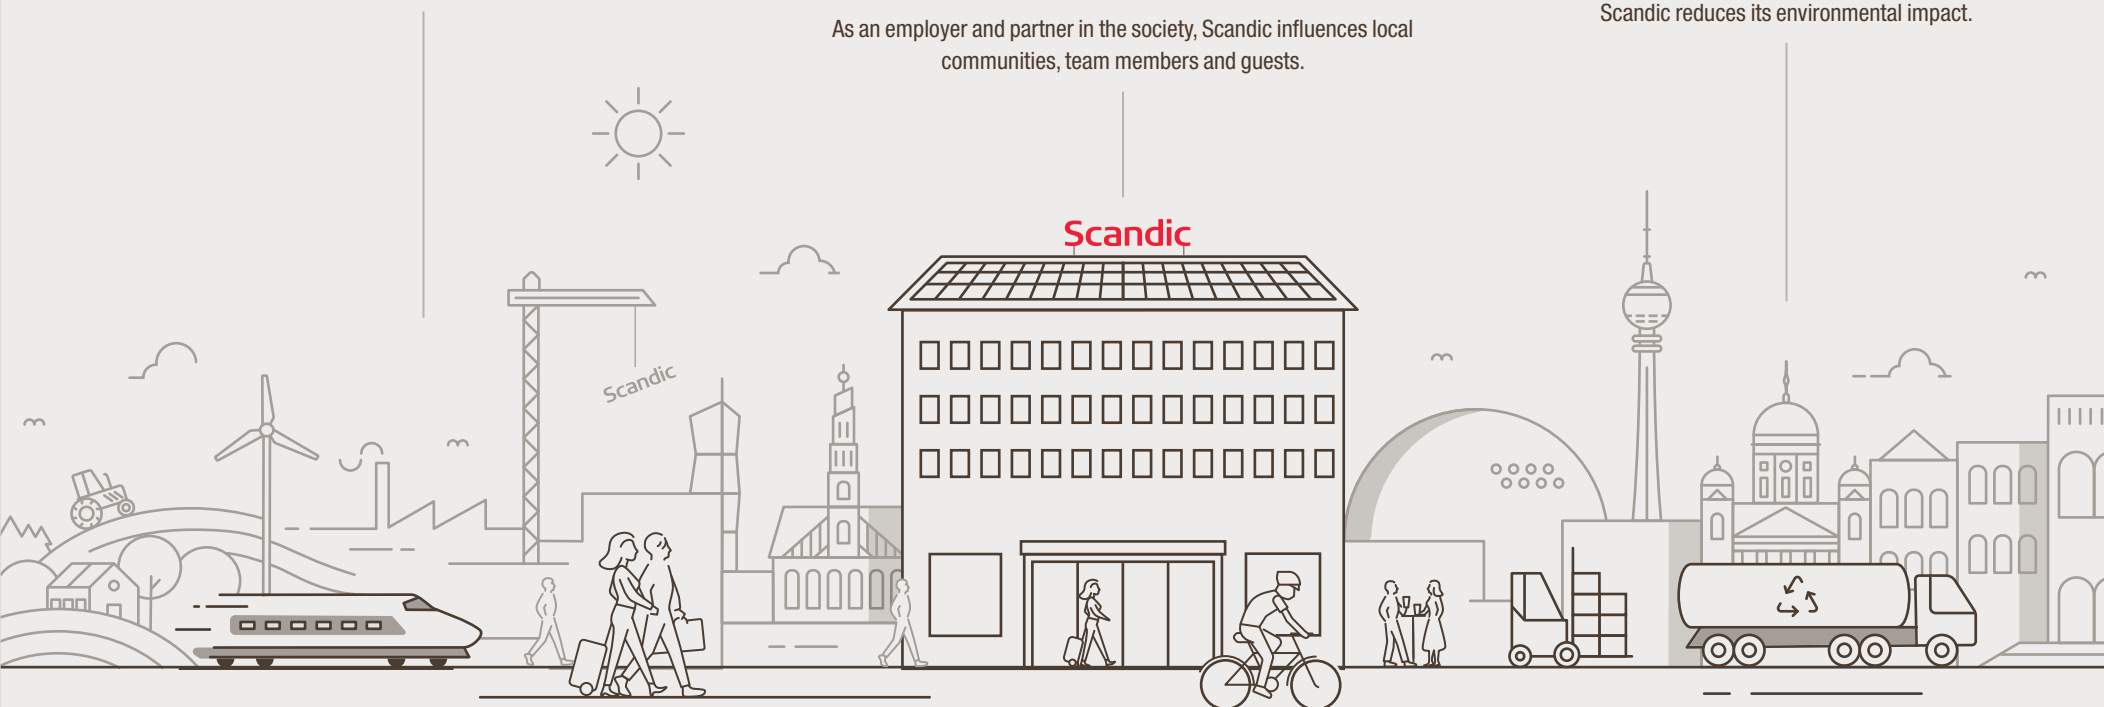 Scandic reduces its environmental impact.
As an employer and partner in the society, Scandic influences local
communities, team members and guests.
Scandic
Scandic